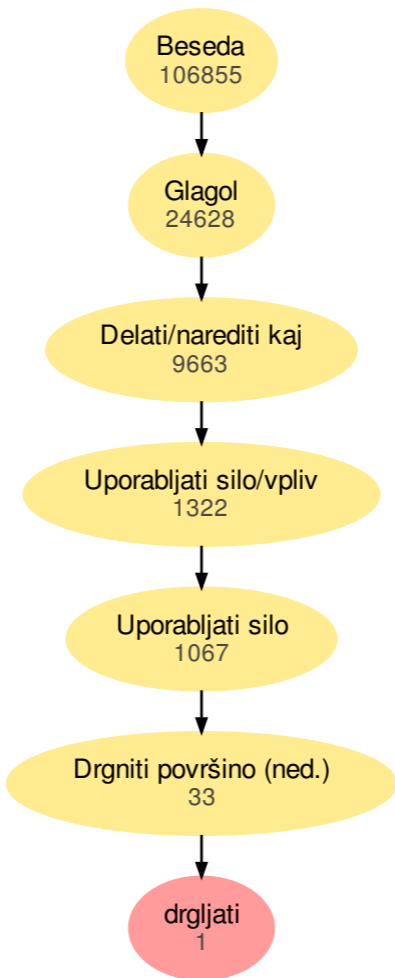 Beseda
106855
Glagol
24628
Delati/narediti kaj
9663
Uporabljati silo/vpliv
1322
Uporabljati silo
1067
Drgniti površino (ned.)
33
drgljati
1